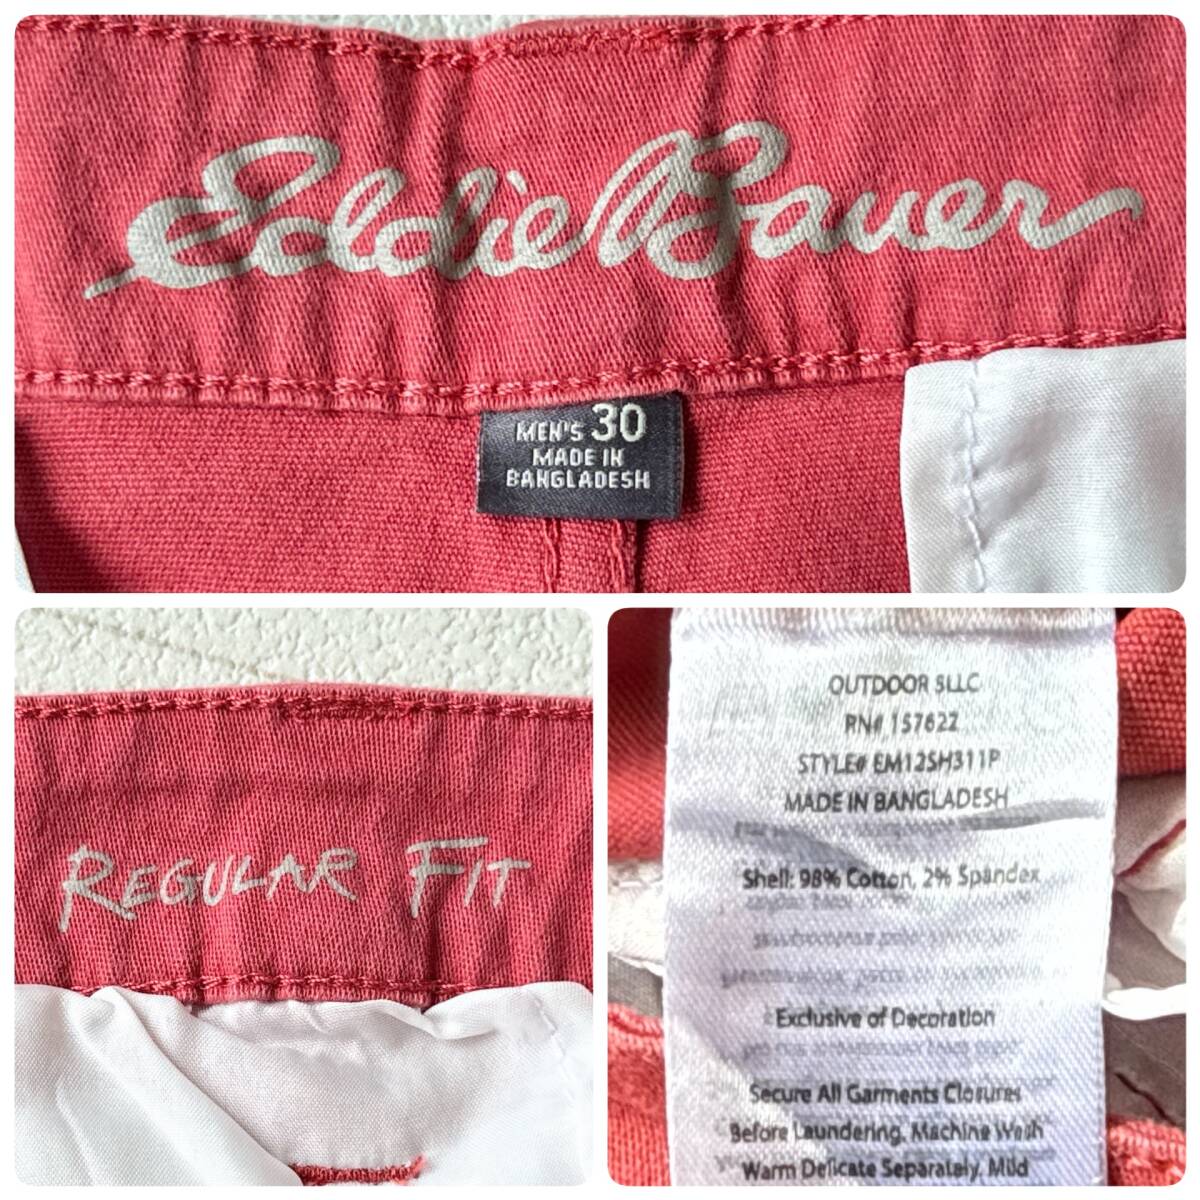 Eddie Bauer
MEN'S 30
MADE IN
BANGLADESH
REGULAR FIT
OUTDOOR 5LLC
RN# 157622
STYLE# EM12SH311P
MADE IN BANGLADESH
Shell: 98% Cotton, 2% Spandex
Exclusive of Decoration
Secure All Garments Closures
Before Laundering, Machine Wash
Warm Delicate Separately, Mild